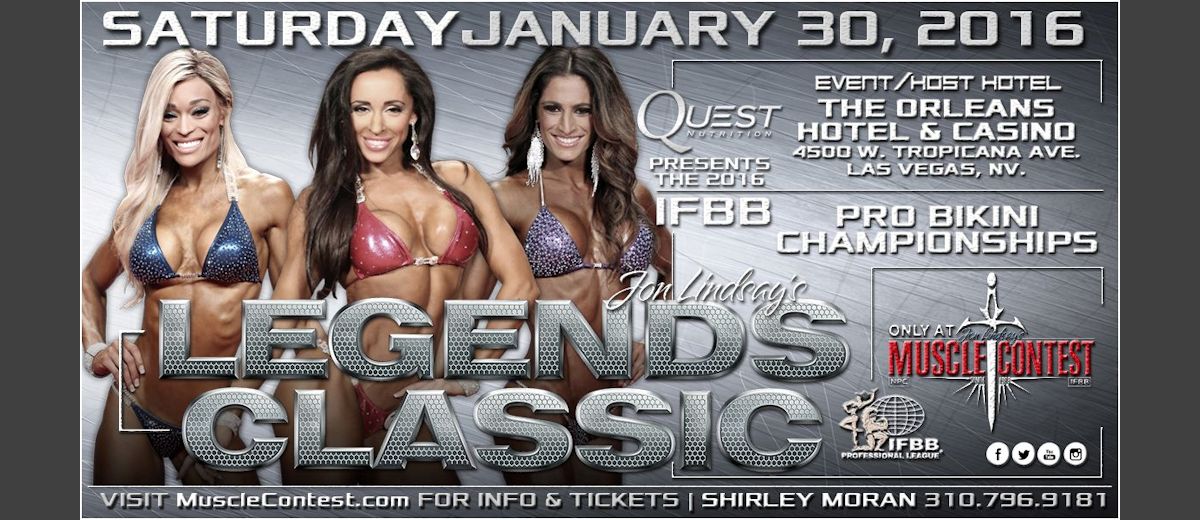 SATURDAY JANUARY 30, 2016
EVENT/HOST HOTEL
THE ORLEANS
HOTEL & CASINO
4500 W. TROPICANA AVE.
LAS VEGAS, NV.
QUEST
NUTRITION
PRESENTS
THE 2016
IFBB
PRO BIKINI
CHAMPIONSHIPS
Jon Lindsay's
LEGENDS
CLASSIC
ONLY AT
MUSCLE CONTEST
NPC
IFBB
IFBB
PROFESSIONAL LEAGUE
VISIT MuscleContest.com FOR INFO & TICKETS | SHIRLEY MORAN 310.796.9181